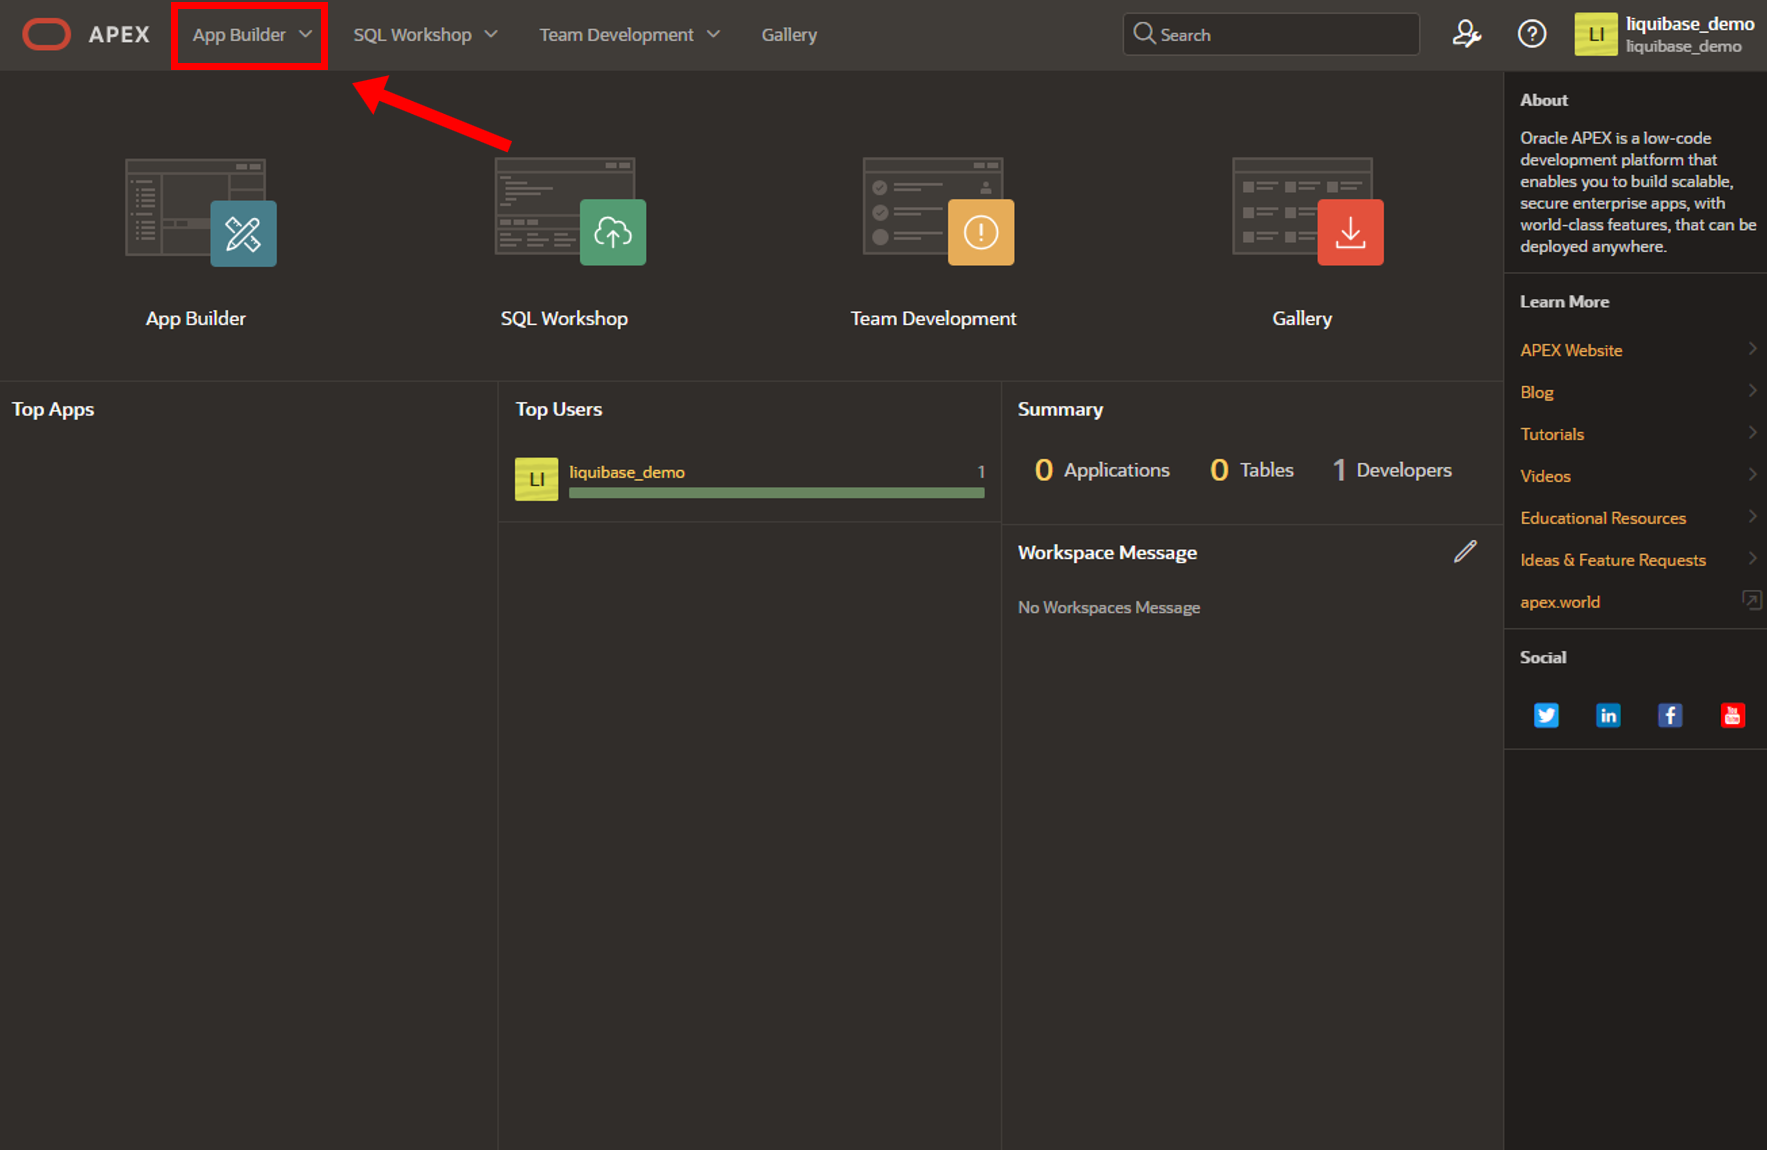 APEX
App Builder
SQL Workshop
Team Development
Gallery
Search
LI
liquibase_demo
liquibase_demo
App Builder
SQL Workshop
Team Development
Gallery
Top Apps
Top Users
LI
liquibase_demo
1
Summary
0 Applications
0 Tables
1 Developers
Workspace Message
No Workspaces Message
About
Oracle APEX is a low-code
development platform that
enables you to build scalable,
secure enterprise apps, with
world-class features, that can be
deployed anywhere.
Learn More
APEX Website
Blog
Tutorials
Videos
Educational Resources
Ideas & Feature Requests
apex.world
Social
in
f
You
Tube